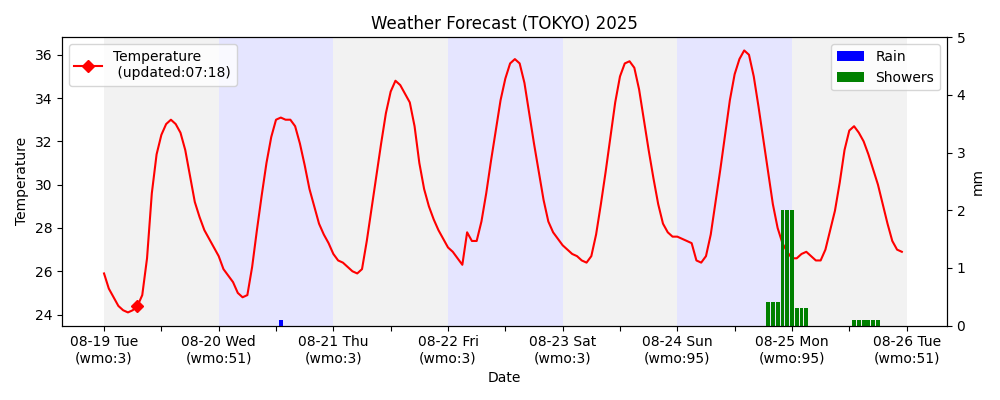 Weather Forecast (TOKYO) 2025
Temperature
(updated:07:18)
Rain
Showers
36
34
32
30
28
26
24
Temperature
5
4
3
2
1
0
mm
08-19 Tue
(wmo:3)
08-20 Wed
(wmo:51)
08-21 Thu
(wmo:3)
08-22 Fri
(wmo:3)
08-23 Sat
(wmo:3)
08-24 Sun
(wmo:95)
08-25 Mon
(wmo:95)
08-26 Tue
(wmo:51)
Date